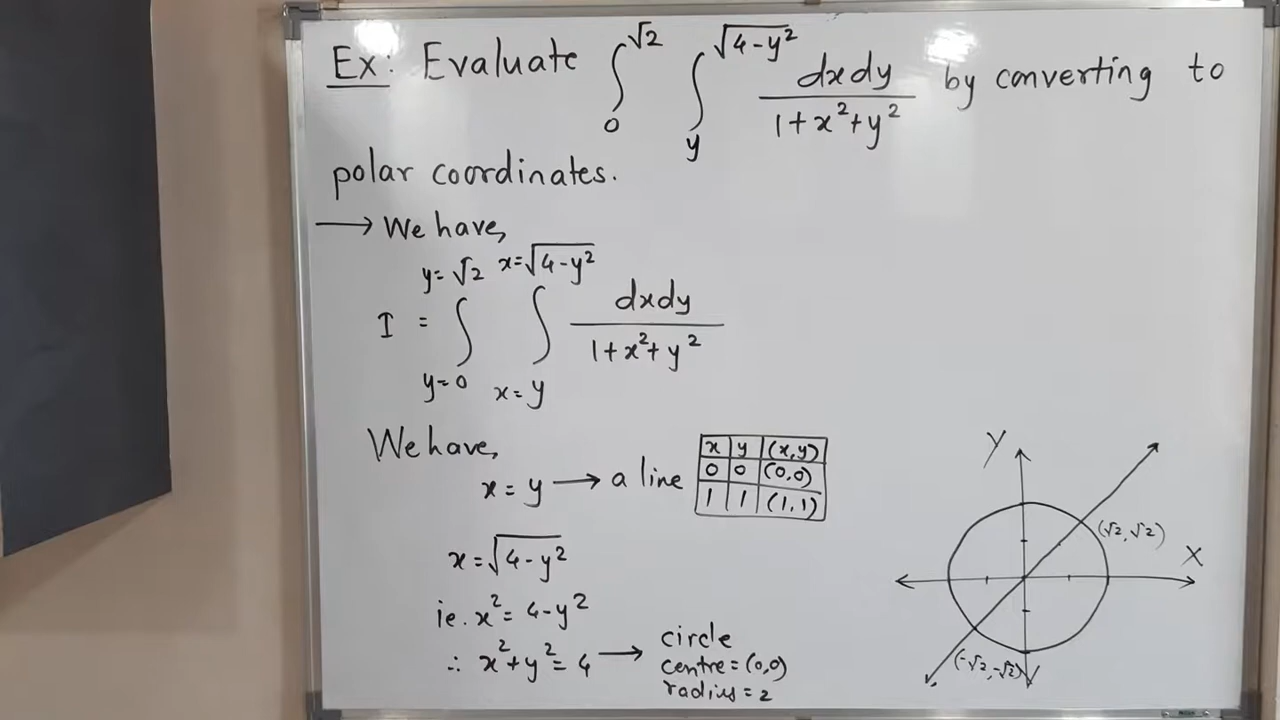 Ex: Evaluate ∫₀^√2 ∫_y^√(4-y²) dxdy / (1+x²+y²) by converting to
polar coordinates.
→ We have,
I = ∫_{y=0}^{y=√2} ∫_{x=y}^{x=√(4-y²)} dxdy / (1+x²+y²)
We have,
x = y → a line
x y (x,y)
0 0 (0,0)
1 1 (1,1)
x = √(4-y²)
ie. x² = 4-y²
∴ x²+y² = 4 → circle
centre = (0,0)
radius = 2
Y
(√2, √2)
X
(-√2, -√2)